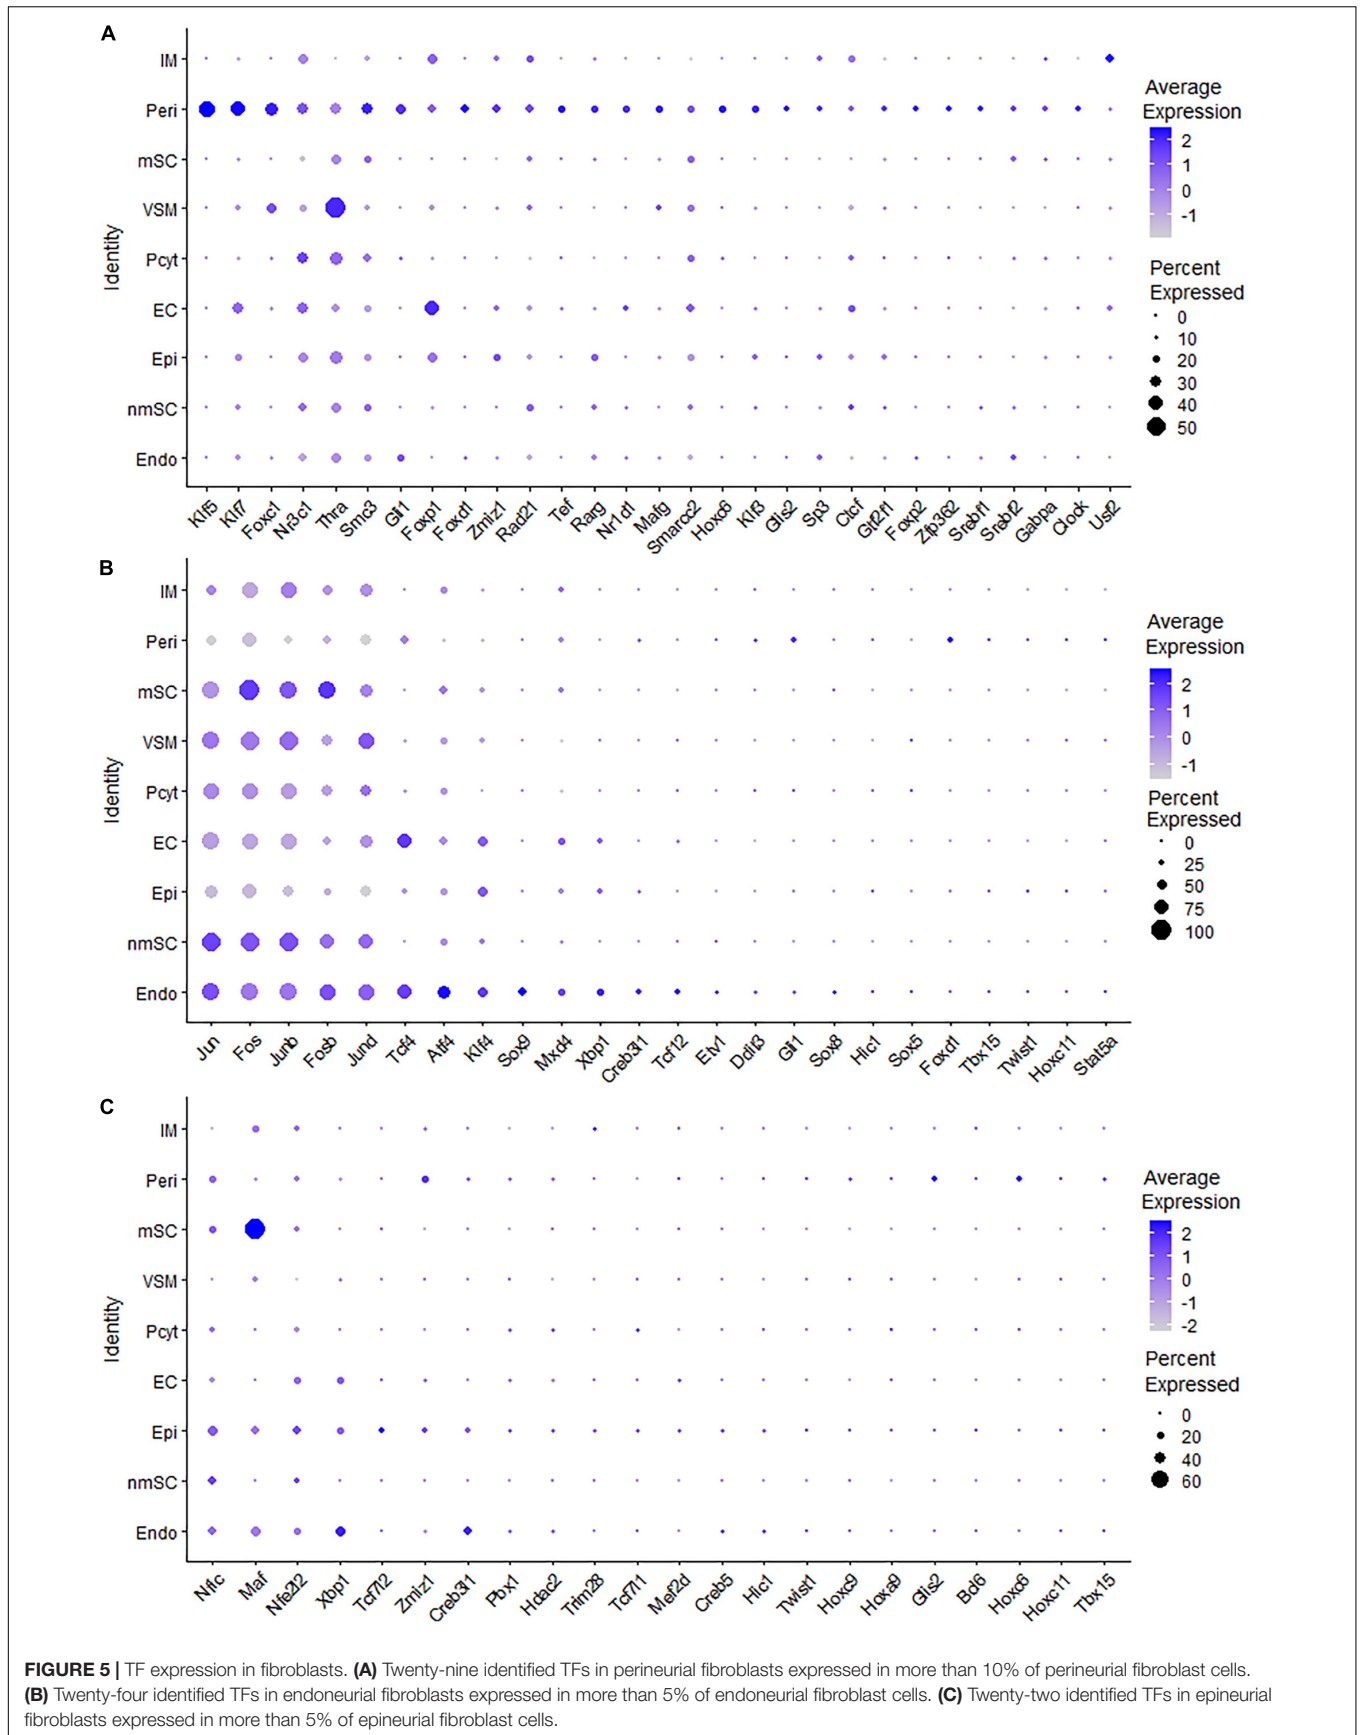 A
IM
Peri
mSC
VSM
Pcyt
EC
Epi
nmSC
Endo
Identity
Klf5 Klf7 Foxc1 Nr3c1 Thra Smc3 Gli1 Foxp1 Foxd1 Zmiz1 Rad21 Tef Rarg Nr1d1 Mafg Smarcc2 Hoxc6 Klf3 Glis2 Sp3 Ctcf Gtf2f1 Foxp2 Zfp362 Srebf1 Srebf2 Gabpa Clock Usf2
Average
Expression
2
1
0
-1
Percent
Expressed
0
10
20
30
40
50
B
IM
Peri
mSC
VSM
Pcyt
EC
Epi
nmSC
Endo
Identity
Jun Fos Junb Fosb Jund Tcf4 Atf4 Klf4 Sox9 Mxd4 Xbp1 Creb3l1 Tcf12 Etv1 Ddit3 Gli1 Sox8 Hic1 Sox5 Foxd1 Tbx15 Twist1 Hoxc11 Stat5a
Average
Expression
2
1
0
-1
Percent
Expressed
0
25
50
75
100
C
IM
Peri
mSC
VSM
Pcyt
EC
Epi
nmSC
Endo
Identity
Nfic Maf Nfe2l2 Xbp1 Tcf7l2 Zmiz1 Creb3l1 Pbx1 Hdac2 Trim28 Tcf7l1 Mef2d Creb5 Hic1 Twist1 Hoxc9 Hoxa9 Glis2 Bcl6 Hoxc6 Hoxc11 Tbx15
Average
Expression
2
1
0
-1
-2
Percent
Expressed
0
20
40
60
FIGURE 5 | TF expression in fibroblasts. (A) Twenty-nine identified TFs in perineurial fibroblasts expressed in more than 10% of perineurial fibroblast cells.
(B) Twenty-four identified TFs in endoneurial fibroblasts expressed in more than 5% of endoneurial fibroblast cells. (C) Twenty-two identified TFs in epineurial
fibroblasts expressed in more than 5% of epineurial fibroblast cells.